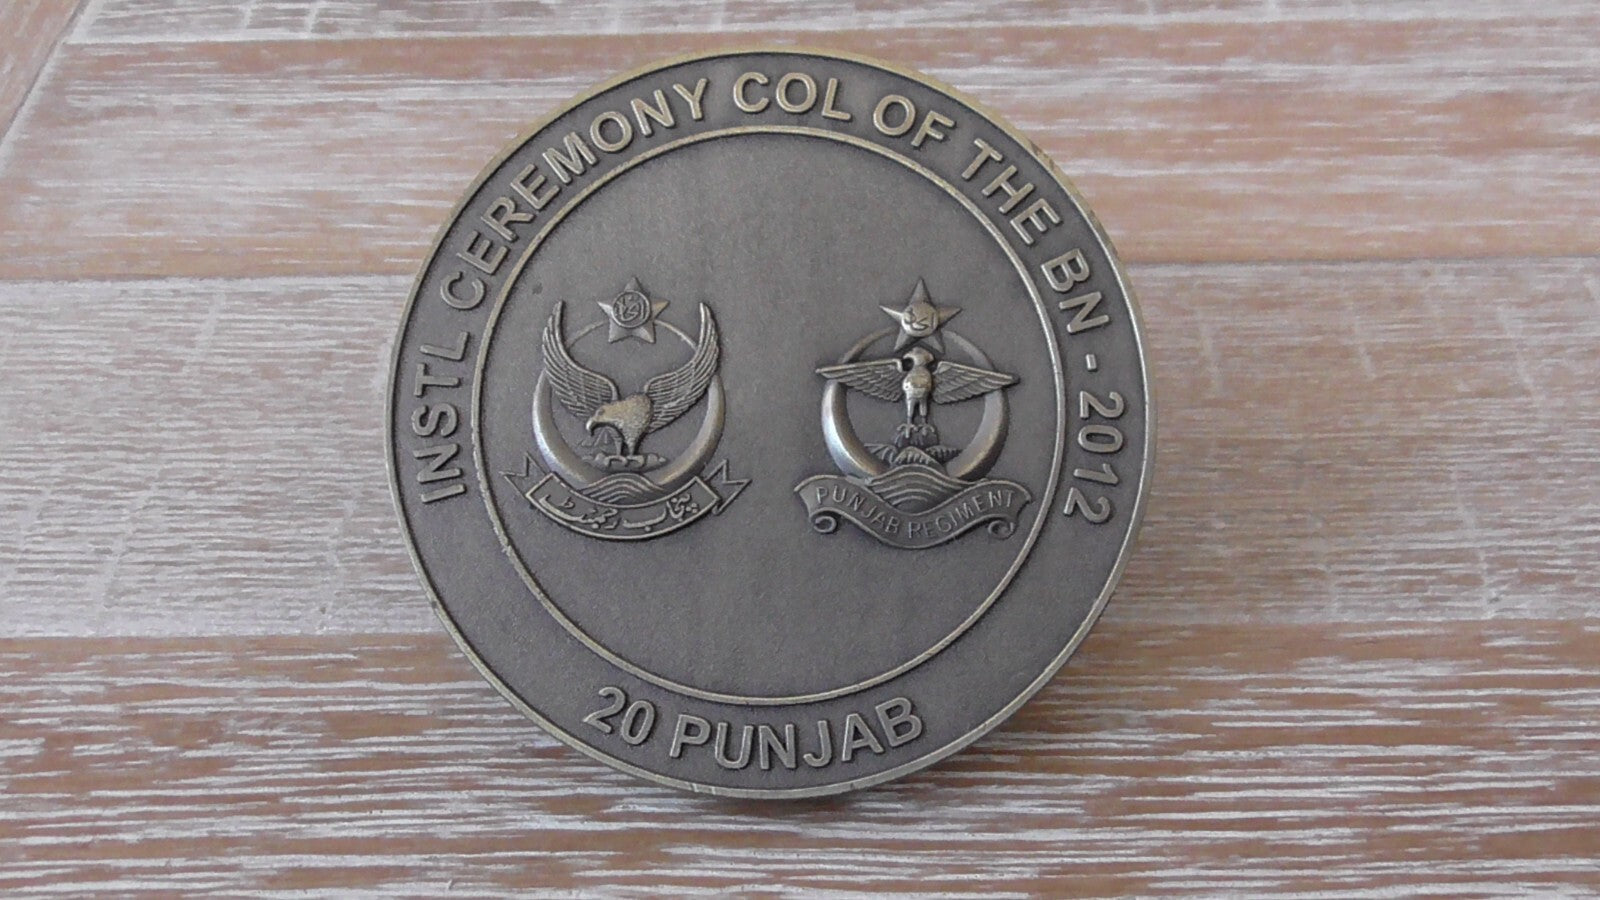 INSTL CEREMONY COL OF THE BN - 2012
پنجاب رجمنٹ
PUNJAB REGIMENT
20 PUNJAB